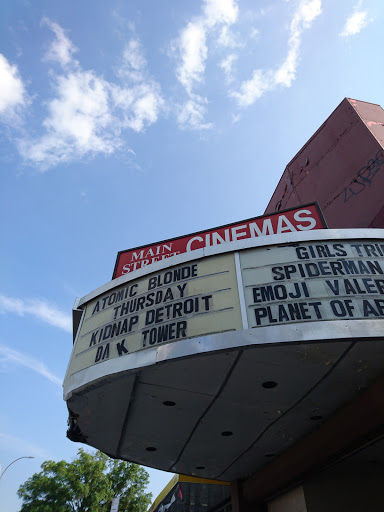 MAIN
STREET
CINEMAS
ATOMIC BLONDE
THURSDAY
KIDNAP DETROIT
DA K TOWER
GIRLS TRI
SPIDERMAN
EMOJI VALER
PLANET OF AP